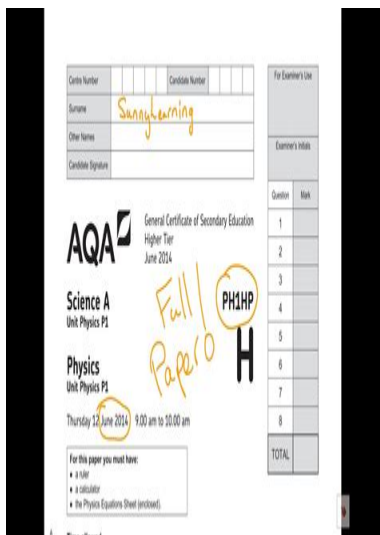 Centre Number
Candidate Number
For Examiner's Use
Surname
SunnyLearning
Other Names
Candidate Signature
Examiner's Initials
Question Mark
1
2
3
4
5
6
7
8
TOTAL
AQA
General Certificate of Secondary Education
Higher Tier
June 2014
Science A
Unit Physics P1
PH1HP
H
Full
Paper
Physics
Unit Physics P1
Thursday 12 June 2014 9.00 am to 10.00 am
For this paper you must have:
• a ruler
• a calculator
• the Physics Equations Sheet (enclosed).